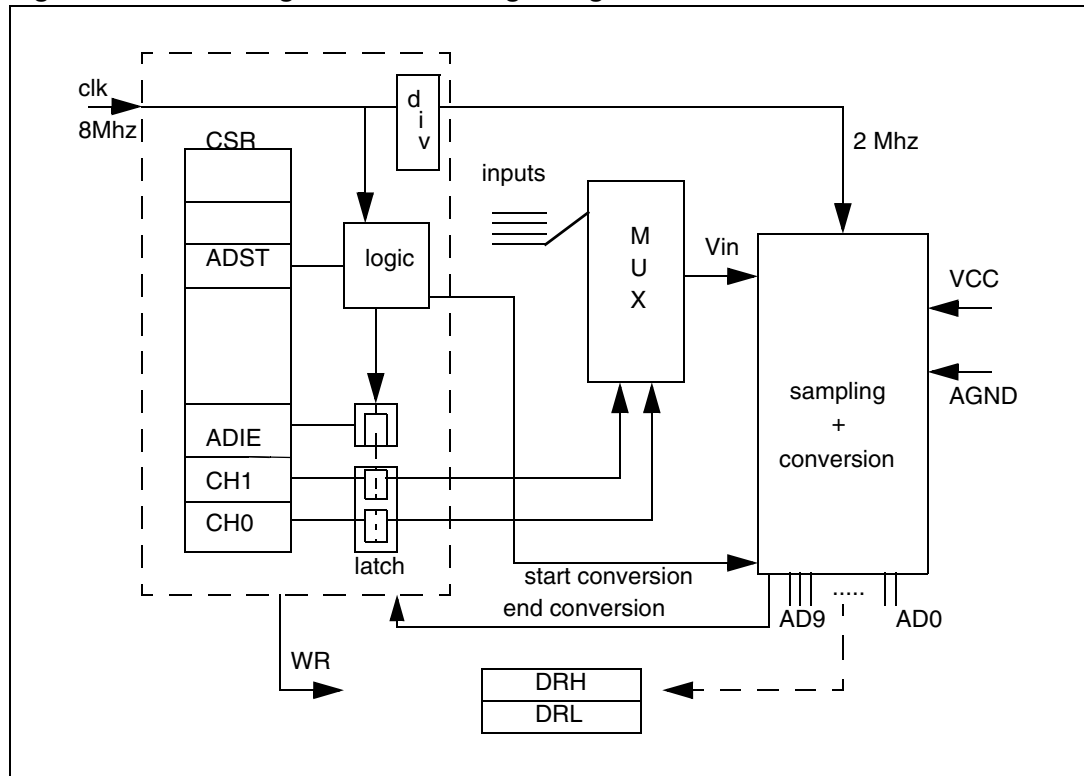 clk
8Mhz
d
i
v
CSR
2 Mhz
inputs
ADST
logic
M
U
X
Vin
VCC
AGND
sampling
+
conversion
ADIE
CH1
CH0
latch
start conversion
end conversion
AD9
.....
AD0
WR
DRH
DRL